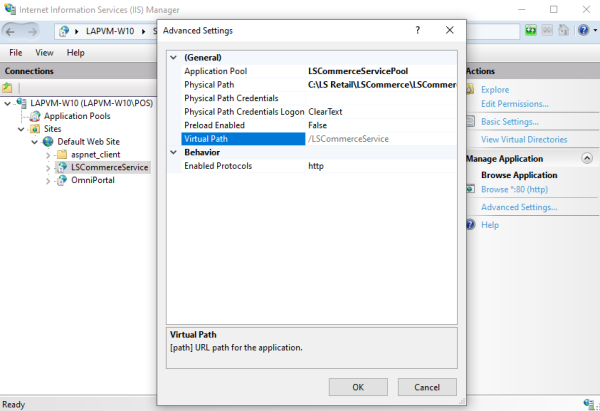 Internet Information Services (IIS) Manager
LAPVM-W10
File View Help
Connections
LAPVM-W10 (LAPVM-W10\POS)
Application Pools
Sites
Default Web Site
aspnet_client
LSCommerceService
OmniPortal
Ready
Advanced Settings
? X
(General)
Application Pool LSCommerceServicePool
Physical Path C:\LS Retail\LSCommerce\LSCommer
Physical Path Credentials
Physical Path Credentials Logon ClearText
Preload Enabled False
Virtual Path /LSCommerceService
Behavior
Enabled Protocols http
Virtual Path
[path] URL path for the application.
OK Cancel
Actions
Explore
Edit Permissions...
Basic Settings...
View Virtual Directories
Manage Application
Browse Application
Browse *:80 (http)
Advanced Settings...
Help